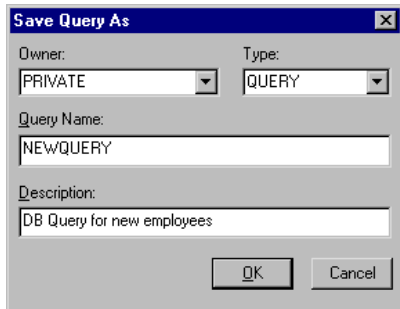 Save Query As
Owner: Type:
PRIVATE QUERY
Query Name:
NEWQUERY
Description:
DB Query for new employees
OK Cancel